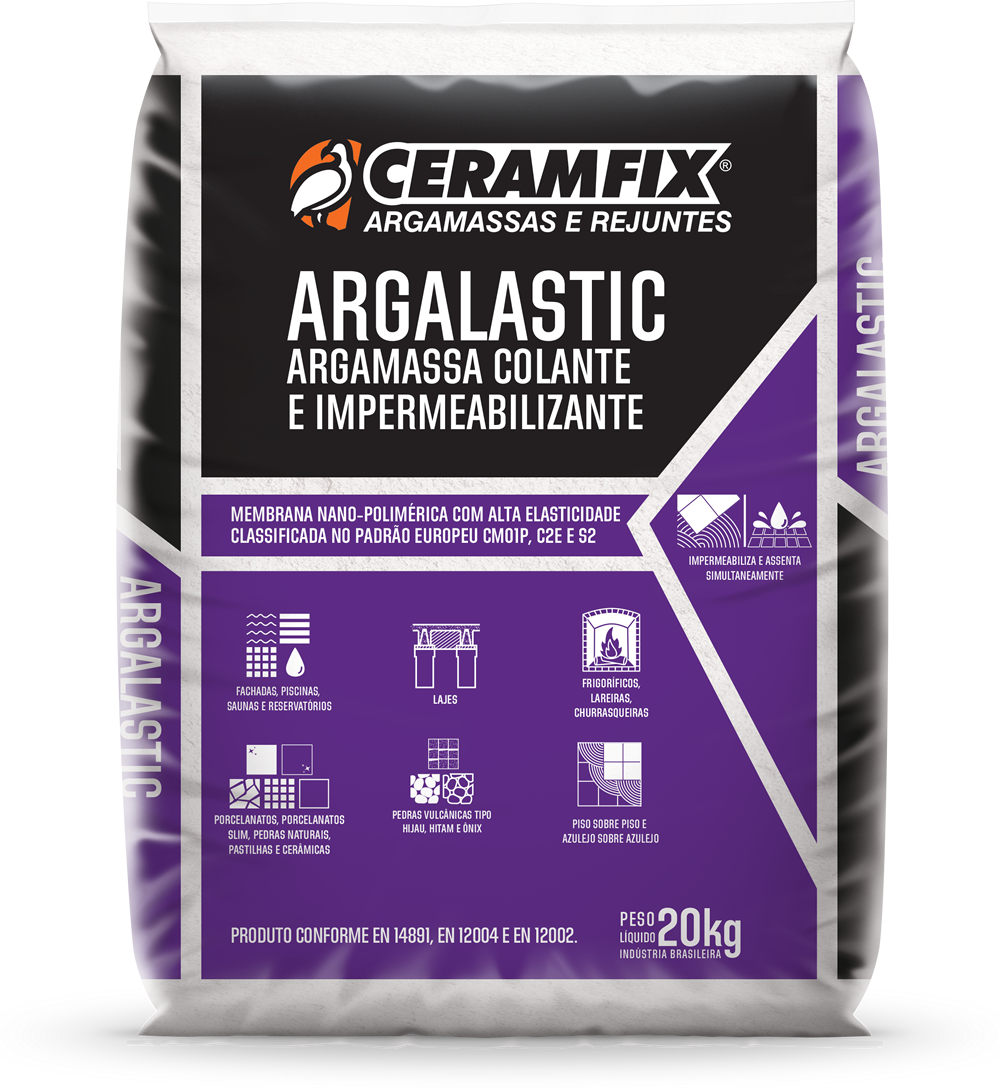 CERAMFIX®
ARGAMASSAS E REJUNTES
ARGALASTIC
ARGAMASSA COLANTE
E IMPERMEABILIZANTE
MEMBRANA NANO-POLIMÉRICA COM ALTA ELASTICIDADE
CLASSIFICADA NO PADRÃO EUROPEU CM01P, C2E E S2
IMPERMEABILIZA E ASSENTA
SIMULTANEAMENTE
FACHADAS, PISCINAS,
SAUNAS E RESERVATÓRIOS
LAJES
FRIGORÍFICOS,
LAREIRAS,
CHURRASQUEIRAS
PORCELANATOS, PORCELANATOS
SLIM, PEDRAS NATURAIS,
PASTILHAS E CERÂMICAS
PEDRAS VULCÂNICAS TIPO
HIJAU, HITAM E ÔNIX
PISO SOBRE PISO E
AZULEJO SOBRE AZULEJO
PRODUTO CONFORME EN 14891, EN 12004 E EN 12002.
PESO
LÍQUIDO
20kg
INDÚSTRIA BRASILEIRA
ARGALASTIC
ARGALASTIC